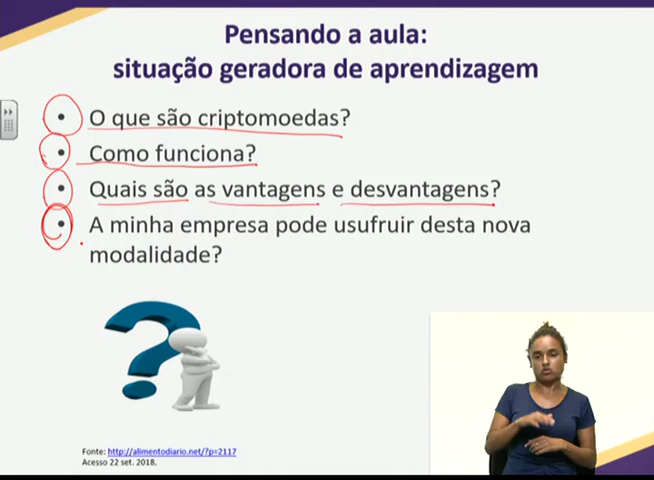 Pensando a aula:
situação geradora de aprendizagem
• O que são criptomoedas?
• Como funciona?
• Quais são as vantagens e desvantagens?
• A minha empresa pode usufruir desta nova
modalidade?
Fonte: http://alimentodiario.net/?p=2117
Acesso 22 set. 2018.